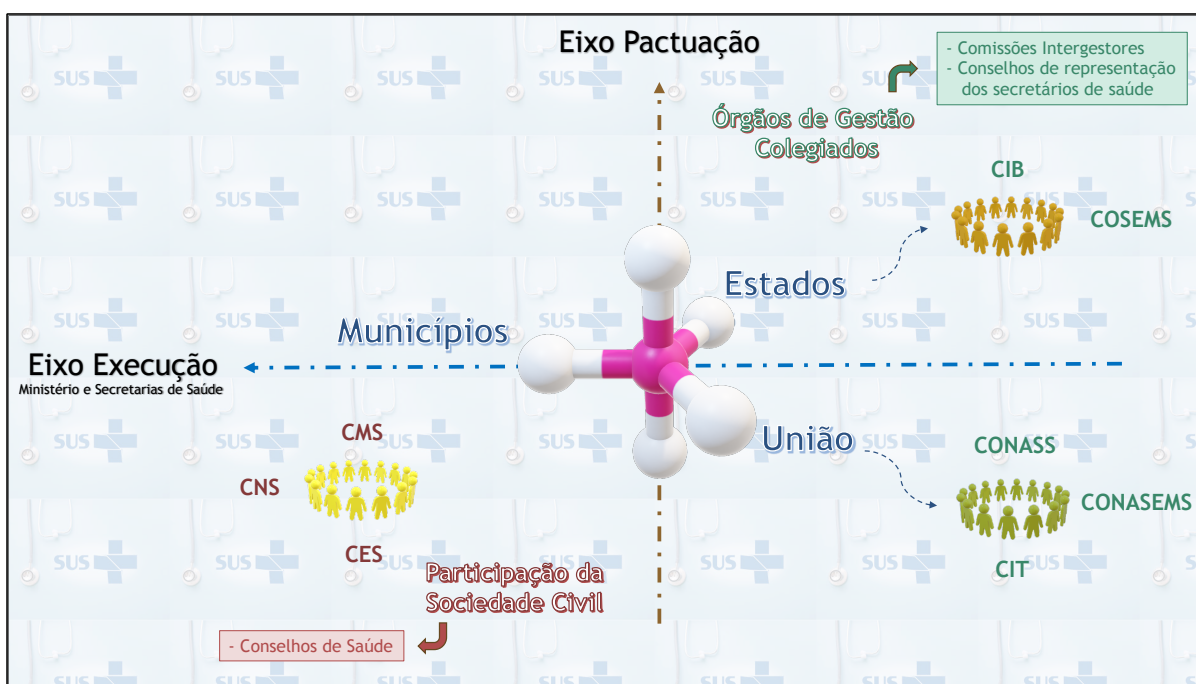 Eixo Pactuação
- Comissões Intergestores
- Conselhos de representação
dos secretários de saúde
Órgãos de Gestão
Colegiados
CIB
COSEMS
Estados
Municípios
Eixo Execução
Ministério e Secretarias de Saúde
União
CMS
CNS
CES
CONASS
CONASEMS
CIT
Participação da
Sociedade Civil
- Conselhos de Saúde
SUS